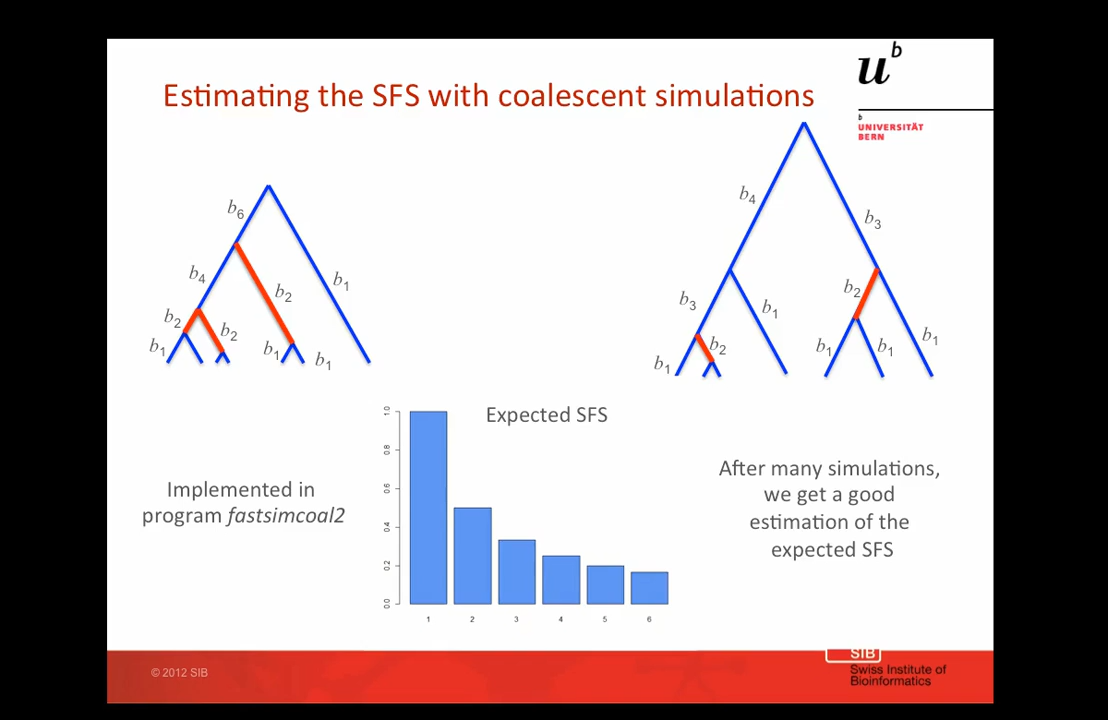 u^b
Estimating the SFS with coalescent simulations
b
UNIVERSITÄT
BERN
b6
b4
b2
b1
b2
b2
b1
b1
b1
b4
b3
b3
b1
b2
b1
b2
b1
b1
b1
Expected SFS
1.0
0.8
0.6
0.4
0.2
0.0
1 2 3 4 5 6
Implemented in
program fastsimcoal2
After many simulations,
we get a good
estimation of the
expected SFS
© 2012 SIB
SIB
Swiss Institute of
Bioinformatics